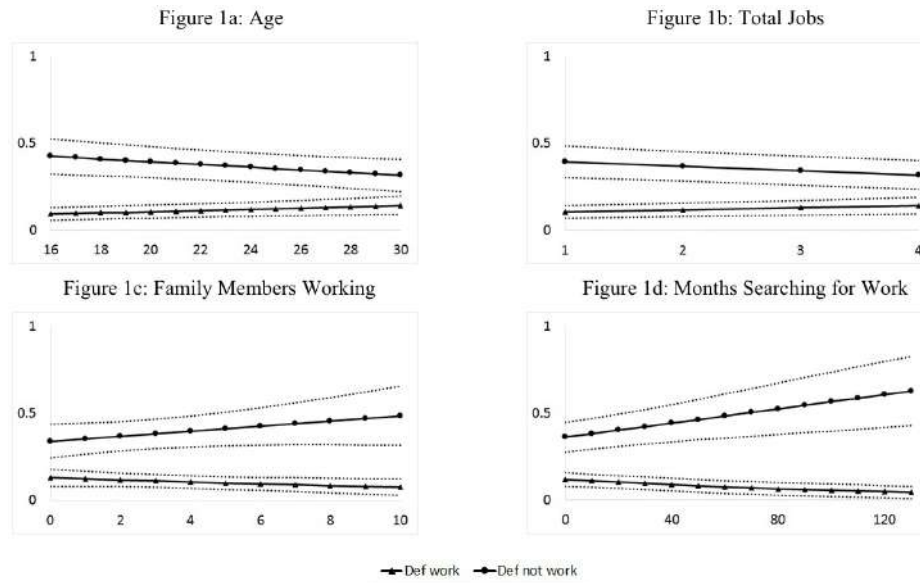 Figure 1a: Age
1
0.5
0
16 18 20 22 24 26 28 30
Figure 1b: Total Jobs
1
0.5
0
1 2 3 4
Figure 1c: Family Members Working
1
0.5
0
0 2 4 6 8 10
Figure 1d: Months Searching for Work
1
0.5
0
0 40 80 120
Def work Def not work